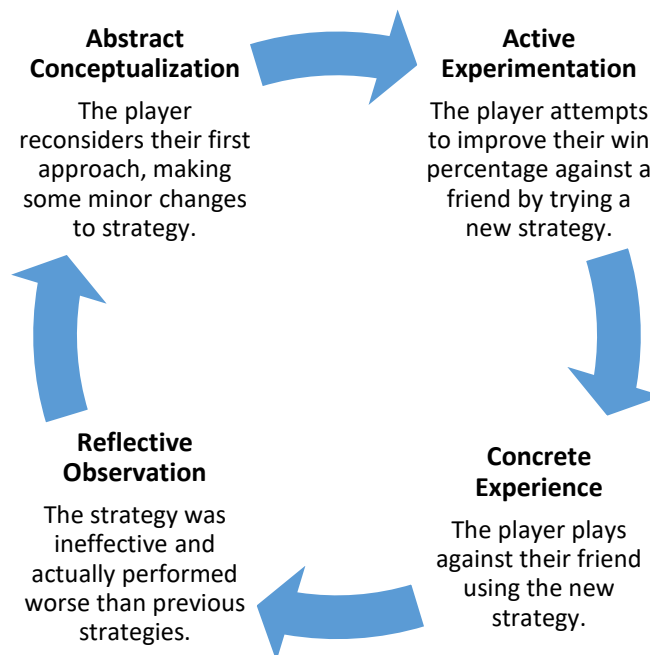 Abstract
Conceptualization
The player
reconsiders their first
approach, making
some minor changes
to strategy.
Active
Experimentation
The player attempts
to improve their win
percentage against a
friend by trying a
new strategy.
Reflective
Observation
The strategy was
ineffective and
actually performed
worse than previous
strategies.
Concrete
Experience
The player plays
against their friend
using the new
strategy.